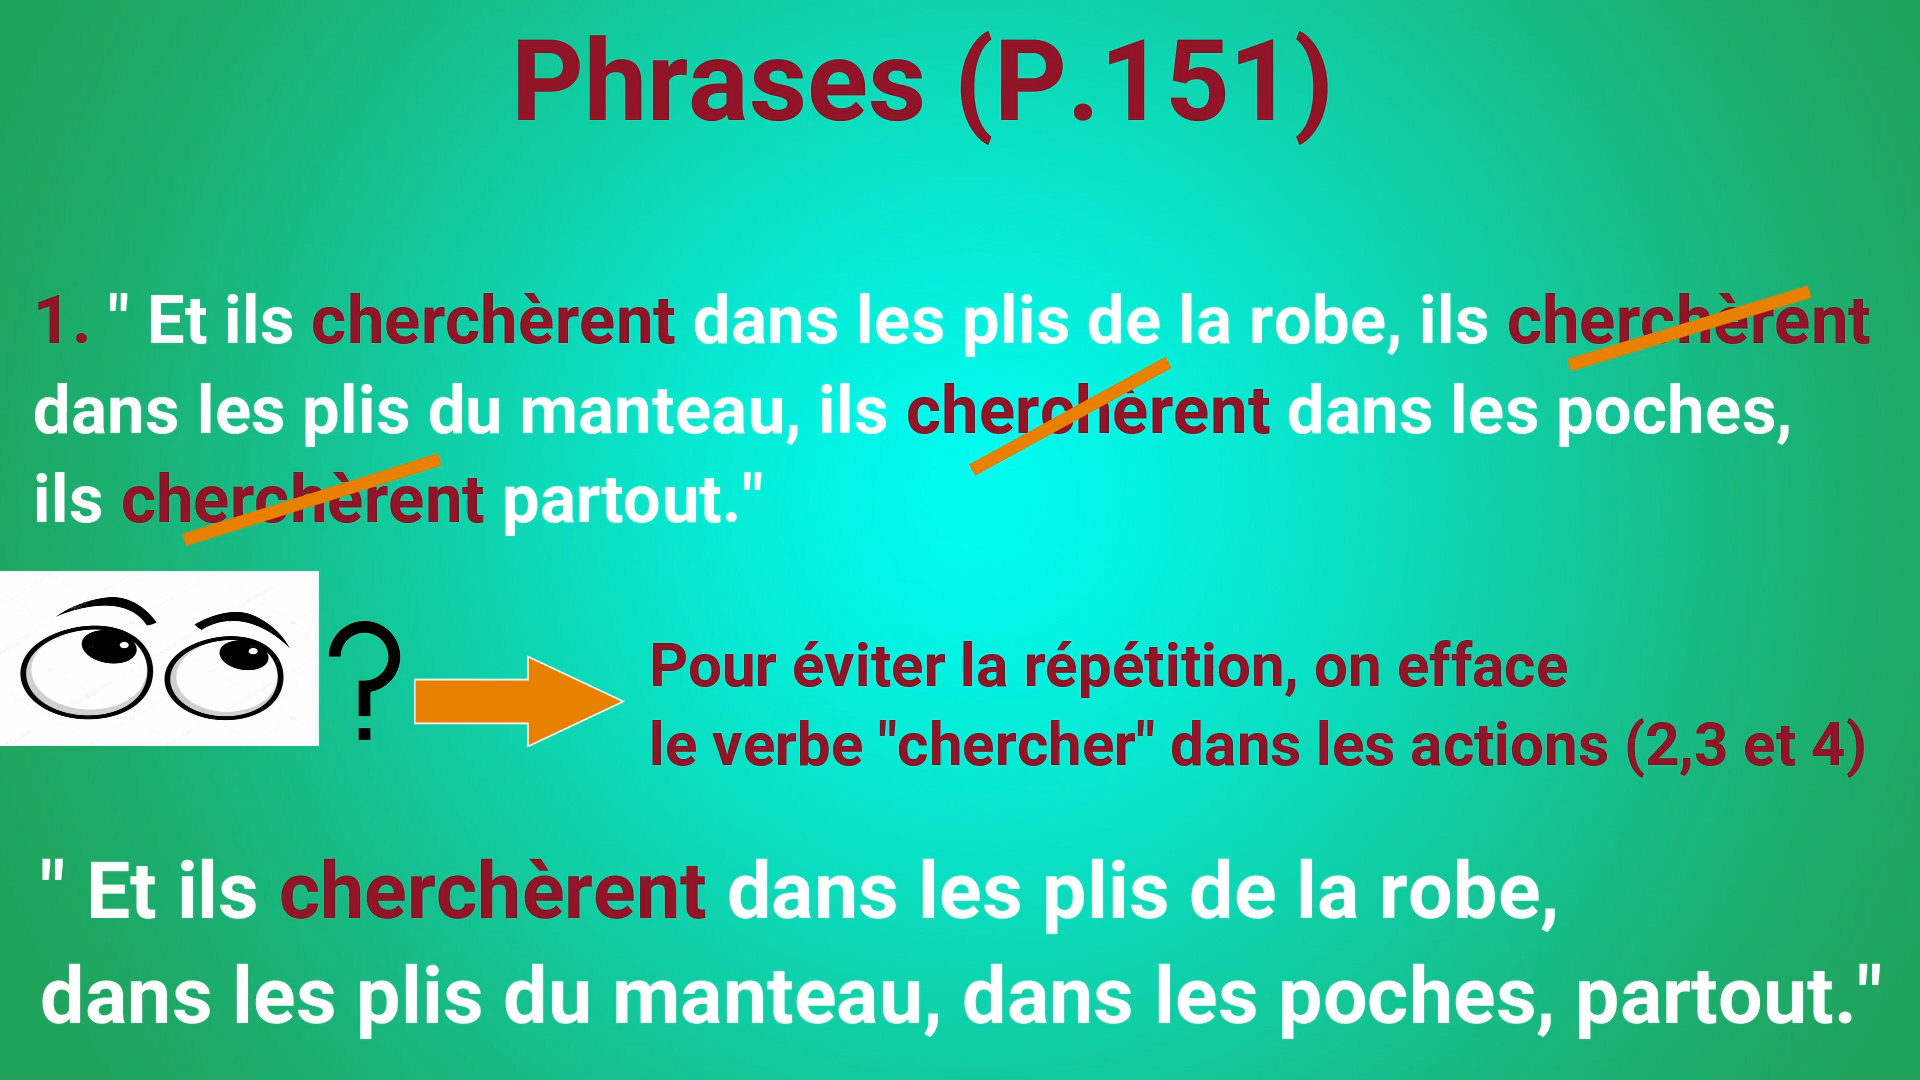 Phrases (P.151)
1. " Et ils cherchèrent dans les plis de la robe, ils cherchèrent
dans les plis du manteau, ils cherchèrent dans les poches,
ils cherchèrent partout."
?
Pour éviter la répétition, on efface
le verbe "chercher" dans les actions (2,3 et 4)
" Et ils cherchèrent dans les plis de la robe,
dans les plis du manteau, dans les poches, partout."